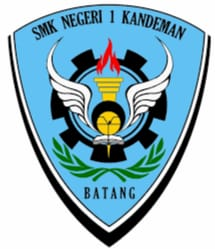 SMK NEGERI 1 KANDEMAN
BATANG